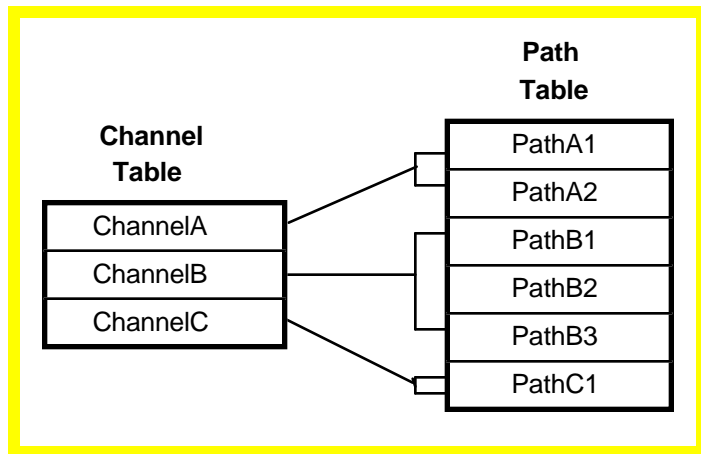 Channel
Table
ChannelA
ChannelB
ChannelC
Path
Table
PathA1
PathA2
PathB1
PathB2
PathB3
PathC1